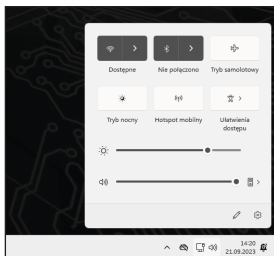 Dostępne
Nie połączono
Tryb samolotowy
Tryb nocny
Hotspot mobilny
Ułatwienia
dostępu
14:20
21.09.2023